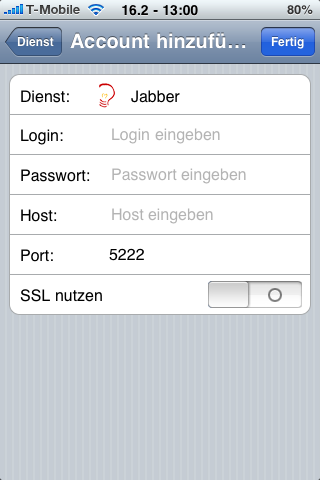 T-Mobile 16.2 - 13:00 80%
Dienst Account hinzufü... Fertig
Dienst: Jabber
Login: Login eingeben
Passwort: Passwort eingeben
Host: Host eingeben
Port: 5222
SSL nutzen